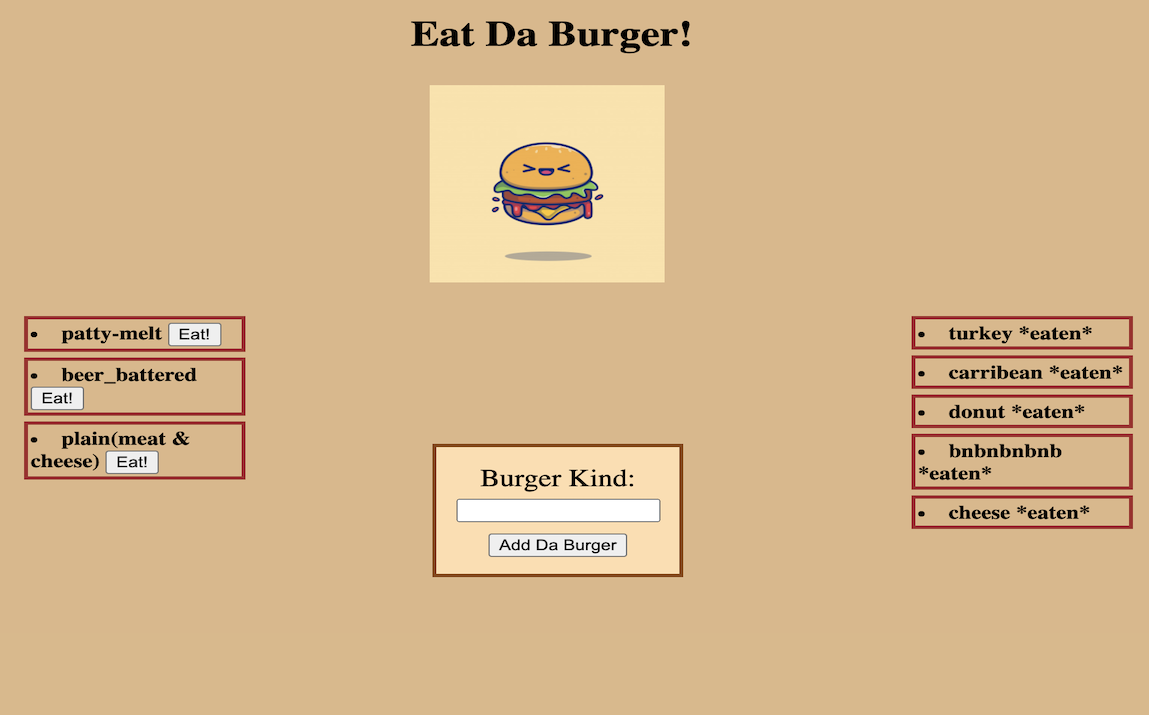 Eat Da Burger!
patty-melt Eat!
beer_battered
Eat!
plain(meat &
cheese) Eat!
Burger Kind:
Add Da Burger
turkey *eaten*
carribean *eaten*
donut *eaten*
bnbnbnbnb
*eaten*
cheese *eaten*